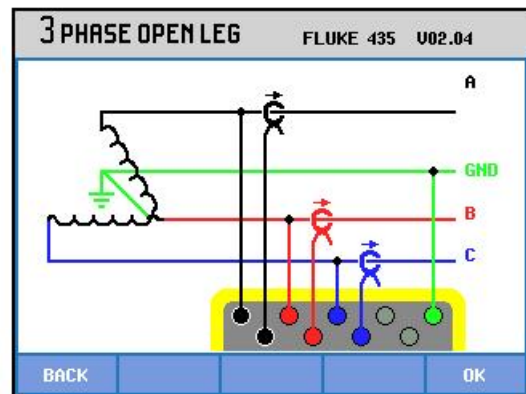 3 PHASE OPEN LEG FLUKE 435 V02.04
A
GND
B
C
BACK OK